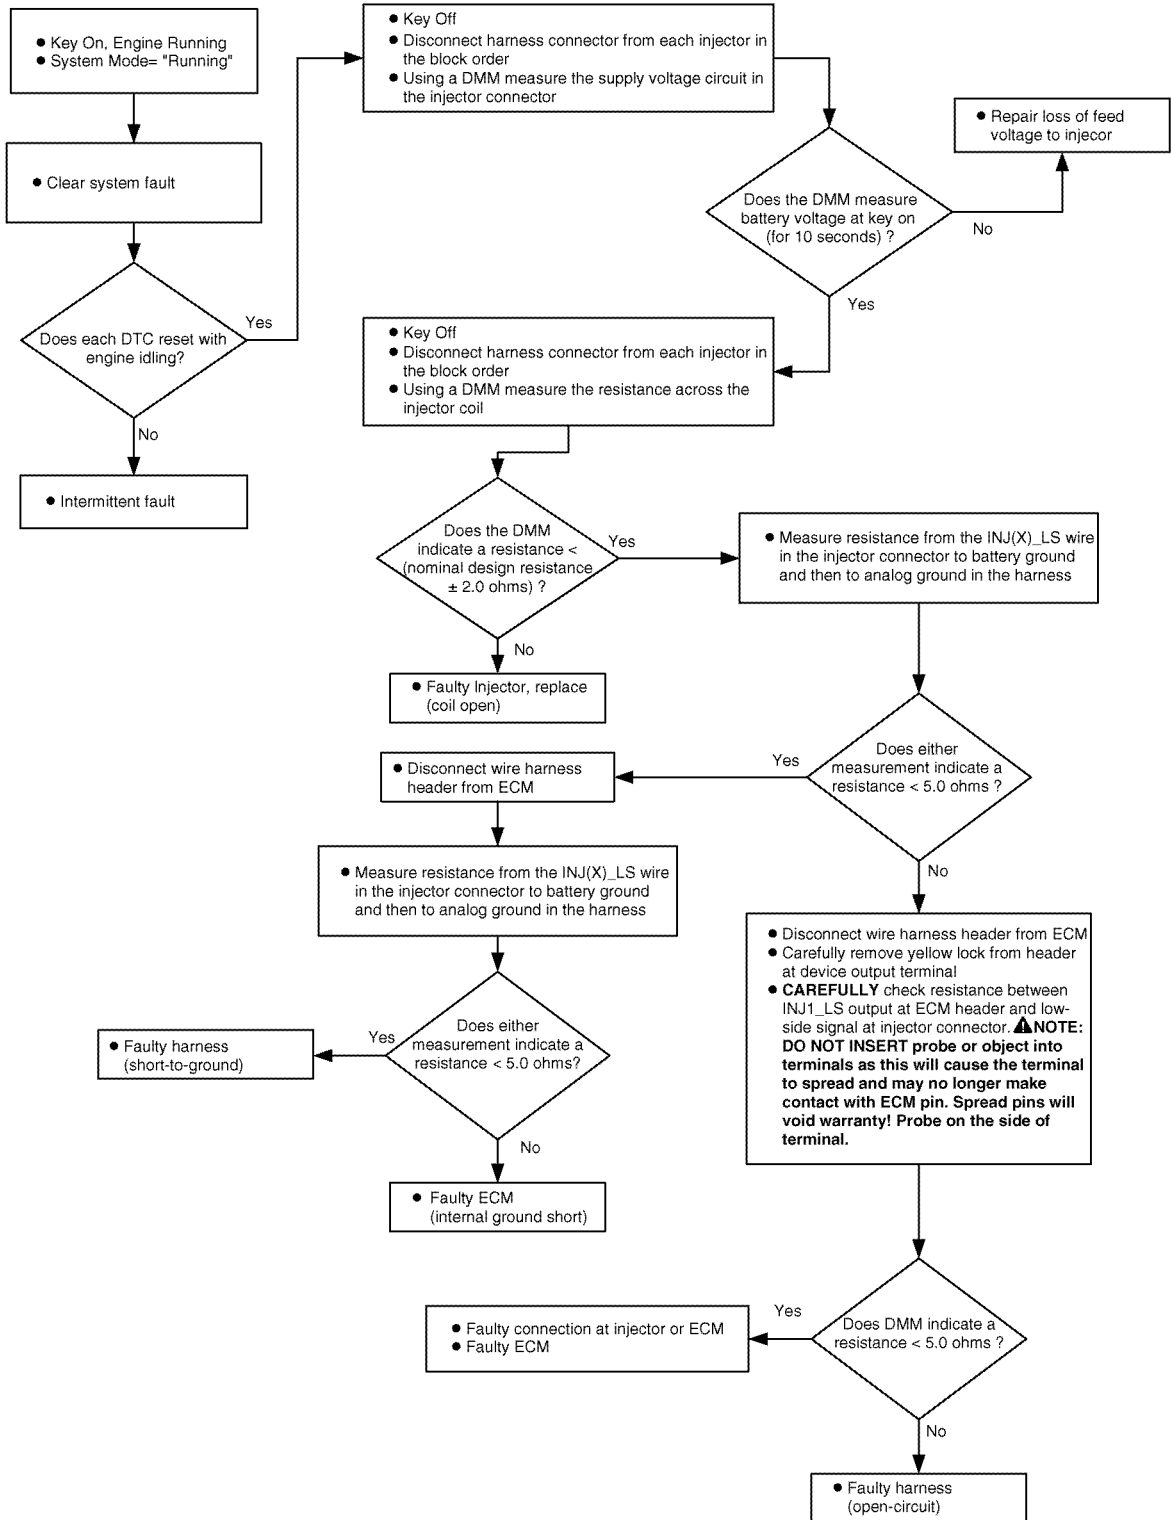 ● Key On, Engine Running
● System Mode= "Running"
● Clear system fault
Does each DTC reset with
engine idling?
Yes
No
● Intermittent fault
● Key Off
● Disconnect harness connector from each injector in
the block order
● Using a DMM measure the supply voltage circuit in
the injector connector
Does the DMM measure
battery voltage at key on
(for 10 seconds) ?
No
● Repair loss of feed
voltage to injecor
Yes
● Key Off
● Disconnect harness connector from each injector in
the block order
● Using a DMM measure the resistance across the
injector coil
Does the DMM
indicate a resistance <
(nominal design resistance
± 2.0 ohms) ?
Yes
No
● Faulty Injector, replace
(coil open)
● Measure resistance from the INJ(X)_LS wire
in the injector connector to battery ground
and then to analog ground in the harness
Does either
measurement indicate a
resistance < 5.0 ohms ?
Yes
No
● Disconnect wire harness
header from ECM
● Measure resistance from the INJ(X)_LS wire
in the injector connector to battery ground
and then to analog ground in the harness
Does either
measurement indicate a
resistance < 5.0 ohms?
Yes
● Faulty harness
(short-to-ground)
No
● Faulty ECM
(internal ground short)
● Disconnect wire harness header from ECM
● Carefully remove yellow lock from header
at device output terminal
● CAREFULLY check resistance between
INJ1_LS output at ECM header and low-
side signal at injector connector. ⚠NOTE:
DO NOT INSERT probe or object into
terminals as this will cause the terminal
to spread and may no longer make
contact with ECM pin. Spread pins will
void warranty! Probe on the side of
terminal.
Does DMM indicate a
resistance < 5.0 ohms ?
Yes
● Faulty connection at injector or ECM
● Faulty ECM
No
● Faulty harness
(open-circuit)